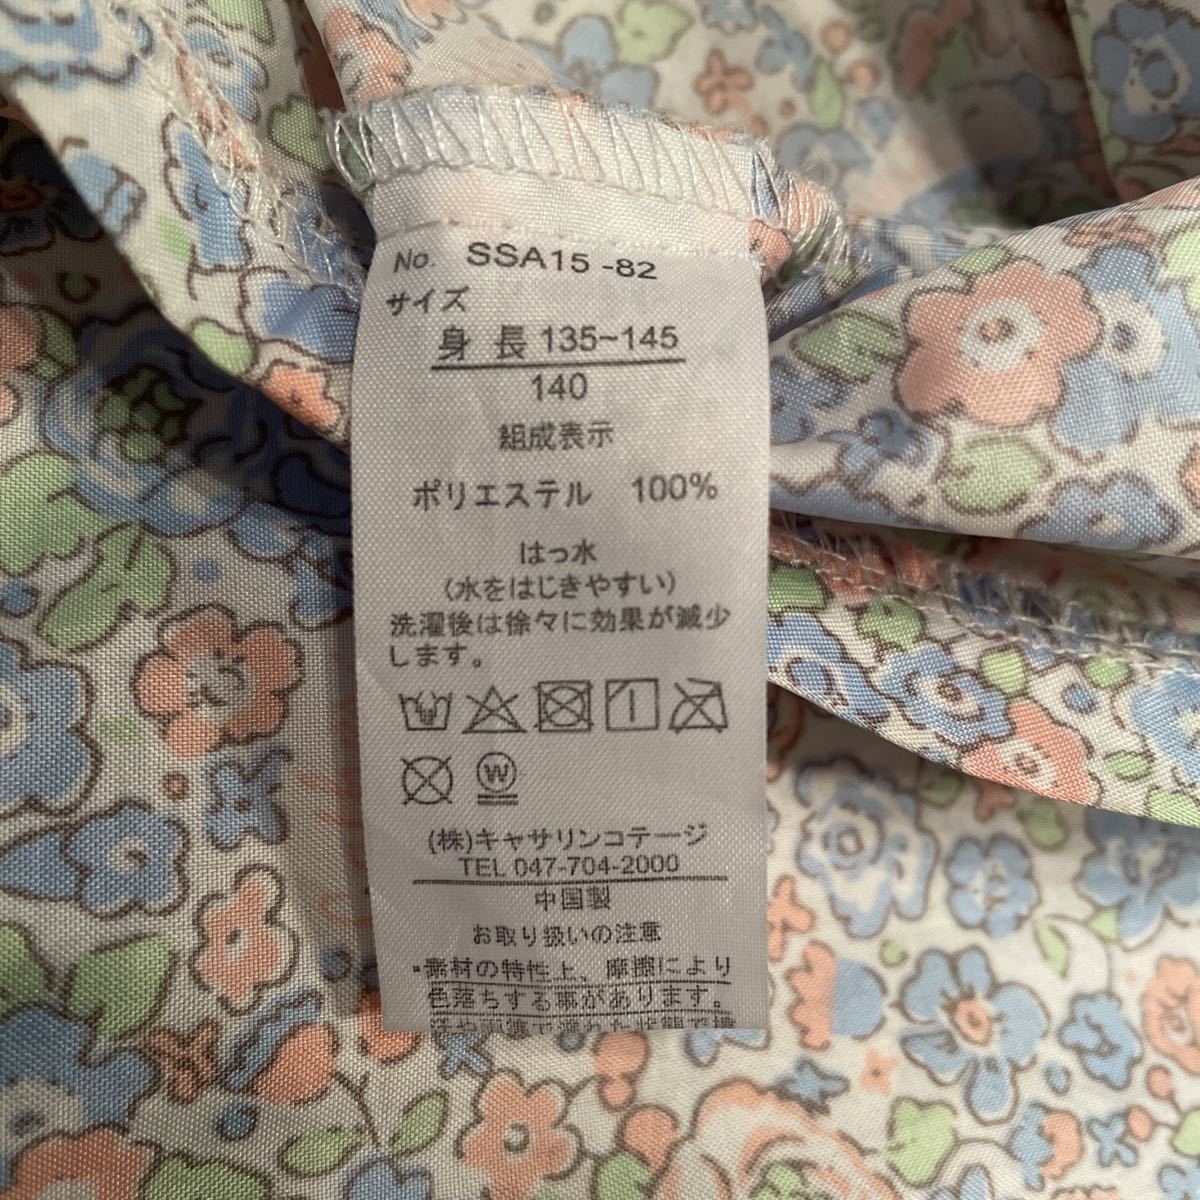 No. SSA15 -82
サイズ
身長 135~145
140
組成表示
ポリエステル 100%
はっ水
(水をはじきやすい)
洗濯後は徐々に効果が減少
します。
W
(株)キャサリンコテージ
TEL 047-704-2000
中国製
お取り扱いの注意
・素材の特性上、摩擦により
色落ちする事があります。